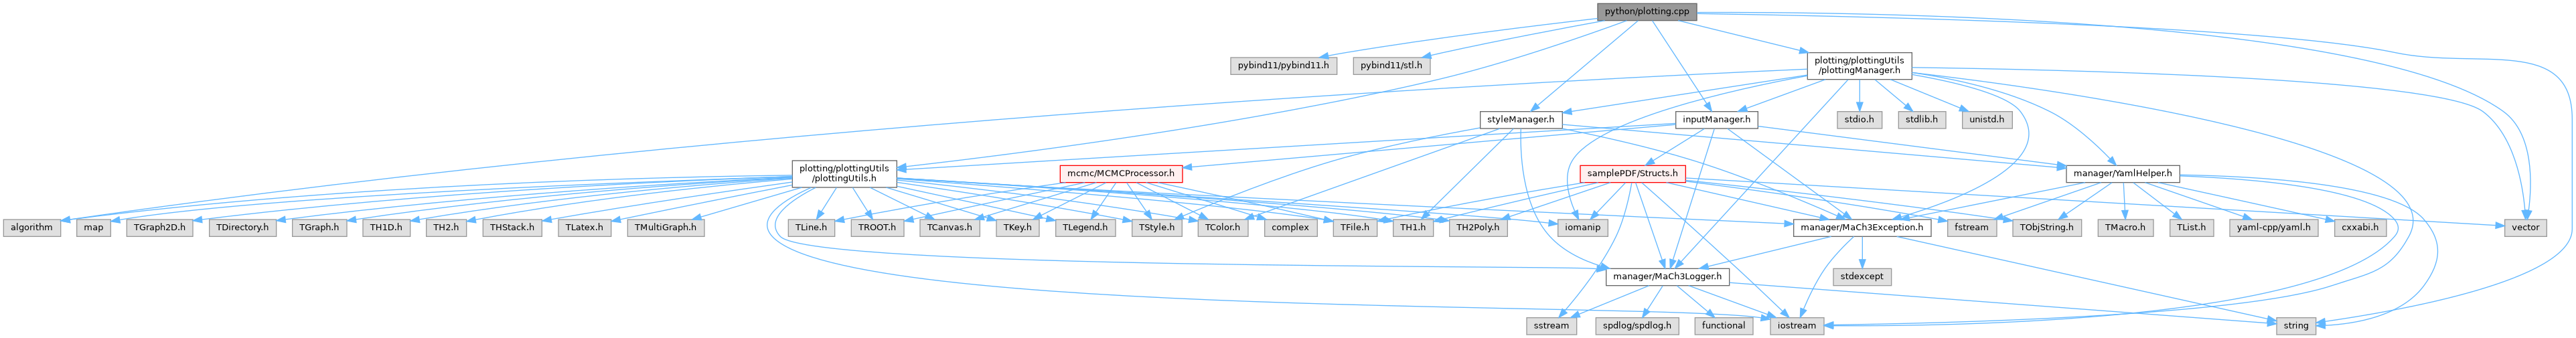 python/plotting.cpp
pybind11/pybind11.h
pybind11/stl.h
plotting/plottingUtils
/plottingManager.h
styleManager.h
inputManager.h
stdio.h
stdlib.h
unistd.h
plotting/plottingUtils
/plottingUtils.h
mcmc/MCMCProcessor.h
samplePDF/Structs.h
manager/YamlHelper.h
algorithm
map
TGraph2D.h
TDirectory.h
TGraph.h
TH1D.h
TH2.h
THStack.h
TLatex.h
TMultiGraph.h
TLine.h
TROOT.h
TCanvas.h
TKey.h
TLegend.h
TStyle.h
TColor.h
complex
TFile.h
TH1.h
TH2Poly.h
iomanip
manager/MaCh3Exception.h
fstream
TObjString.h
TMacro.h
TList.h
yaml-cpp/yaml.h
cxxabi.h
vector
manager/MaCh3Logger.h
stdexcept
sstream
spdlog/spdlog.h
functional
iostream
string